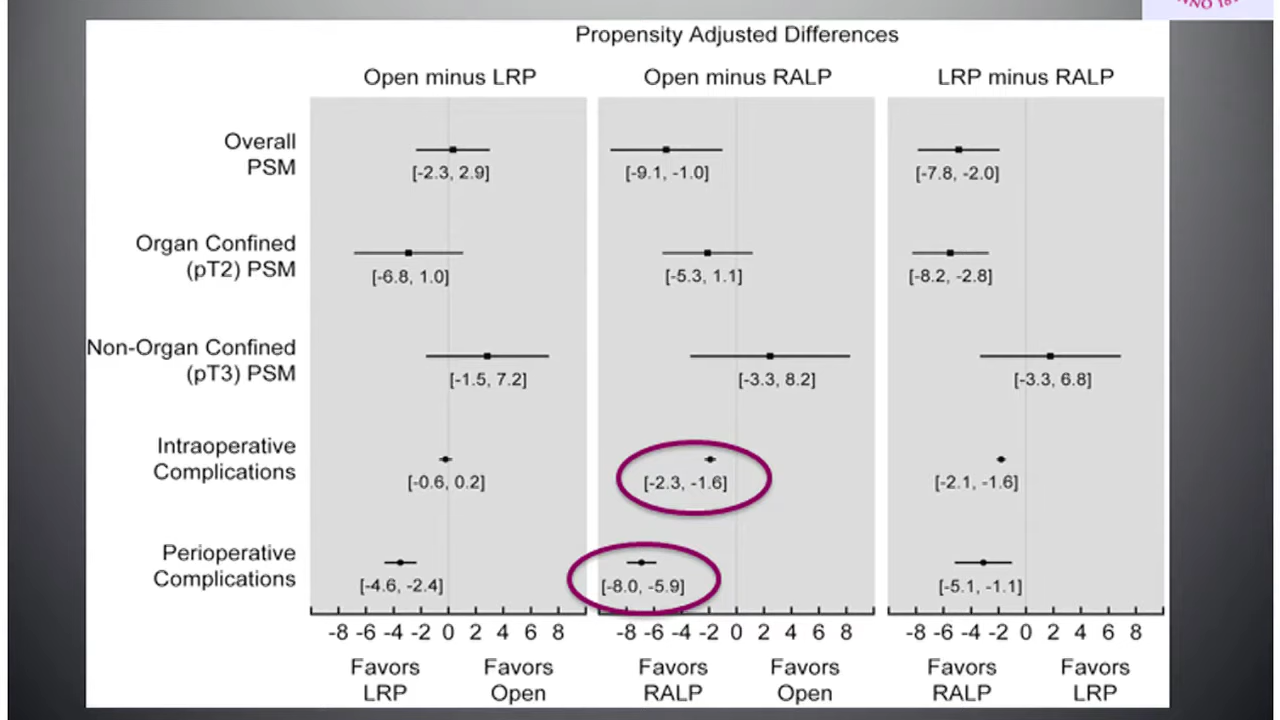 NNO 18
Propensity Adjusted Differences
Open minus LRP Open minus RALP LRP minus RALP
Overall
PSM
[-2.3, 2.9] [-9.1, -1.0] [-7.8, -2.0]
Organ Confined
(pT2) PSM
[-6.8, 1.0] [-5.3, 1.1] [-8.2, -2.8]
Non-Organ Confined
(pT3) PSM
[-1.5, 7.2] [-3.3, 8.2] [-3.3, 6.8]
Intraoperative
Complications
[-0.6, 0.2] [-2.3, -1.6] [-2.1, -1.6]
Perioperative
Complications
[-4.6, -2.4] [-8.0, -5.9] [-5.1, -1.1]
-8 -6 -4 -2 0 2 4 6 8 -8 -6 -4 -2 0 2 4 6 8 -8 -6 -4 -2 0 2 4 6 8
Favors Favors Favors Favors Favors Favors
LRP Open RALP Open RALP LRP